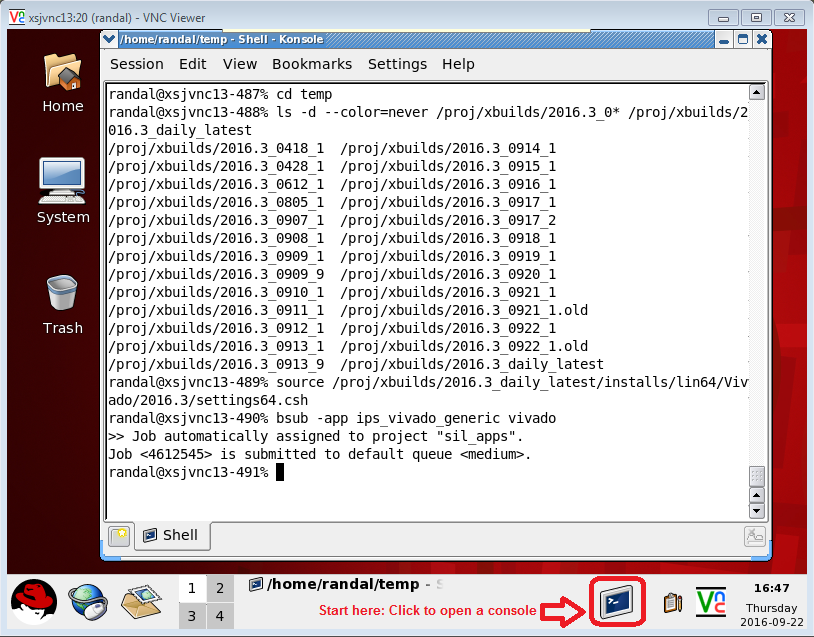 xsjvnc13:20 (randal) - VNC Viewer
/home/randal/temp - Shell - Konsole
Session Edit View Bookmarks Settings Help
Home
System
Trash
randal@xsjvnc13-487% cd temp
randal@xsjvnc13-488% ls -d --color=never /proj/xbuilds/2016.3_0* /proj/xbuilds/2
016.3_daily_latest
/proj/xbuilds/2016.3_0418_1  /proj/xbuilds/2016.3_0914_1
/proj/xbuilds/2016.3_0428_1  /proj/xbuilds/2016.3_0915_1
/proj/xbuilds/2016.3_0612_1  /proj/xbuilds/2016.3_0916_1
/proj/xbuilds/2016.3_0805_1  /proj/xbuilds/2016.3_0917_1
/proj/xbuilds/2016.3_0907_1  /proj/xbuilds/2016.3_0917_2
/proj/xbuilds/2016.3_0908_1  /proj/xbuilds/2016.3_0918_1
/proj/xbuilds/2016.3_0909_1  /proj/xbuilds/2016.3_0919_1
/proj/xbuilds/2016.3_0909_9  /proj/xbuilds/2016.3_0920_1
/proj/xbuilds/2016.3_0910_1  /proj/xbuilds/2016.3_0921_1
/proj/xbuilds/2016.3_0911_1  /proj/xbuilds/2016.3_0921_1.old
/proj/xbuilds/2016.3_0912_1  /proj/xbuilds/2016.3_0922_1
/proj/xbuilds/2016.3_0913_1  /proj/xbuilds/2016.3_0922_1.old
/proj/xbuilds/2016.3_0913_9  /proj/xbuilds/2016.3_daily_latest
randal@xsjvnc13-489% source /proj/xbuilds/2016.3_daily_latest/installs/lin64/Viv
ado/2016.3/settings64.csh
randal@xsjvnc13-490% bsub -app ips_vivado_generic vivado
>> Job automatically assigned to project "sil_apps".
Job <4612545> is submitted to default queue <medium>.
randal@xsjvnc13-491%
Shell
1 2
3 4
/home/randal/temp - S
Start here: Click to open a console
16:47
Thursday
2016-09-22